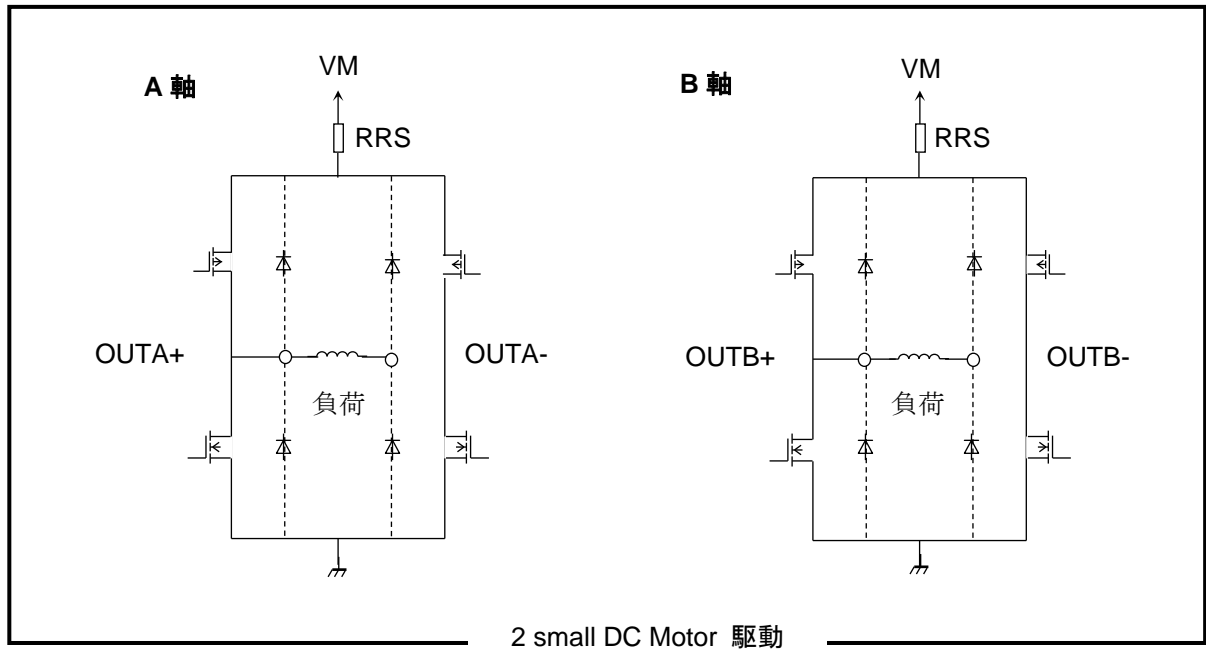 A 軸
VM
RRS
OUTA+
OUTA-
負荷
B 軸
VM
RRS
OUTB+
OUTB-
負荷
2 small DC Motor 駆動